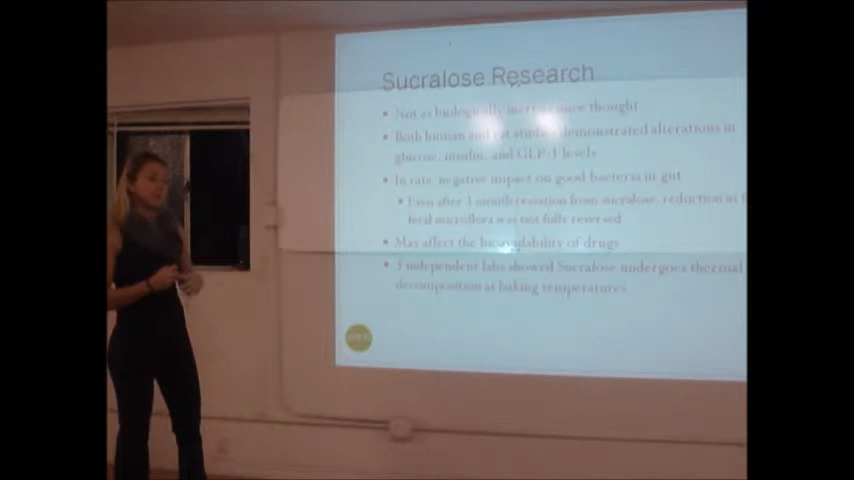 Sucralose Research
Not as biologically inert as once thought
Both human and rat studies demonstrated alterations in
glucose, insulin, and GLP-1 levels
In rats, negative impact on good bacteria in gut
Even after 3 month cessation from sucralose, reduction in
fecal microflora was not fully reversed
May affect the bioavailability of drugs
independent labs showed Sucralose undergoes thermal
decomposition at baking temperatures